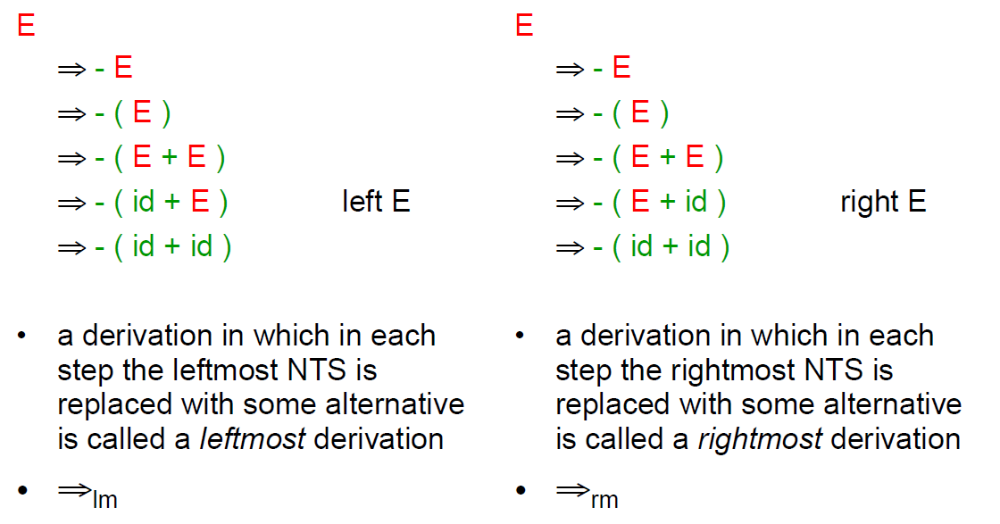 E
⇒ - E
⇒ - ( E )
⇒ - ( E + E )
⇒ - ( id + E ) left E
⇒ - ( id + id )
• a derivation in which in each
step the leftmost NTS is
replaced with some alternative
is called a leftmost derivation
• ⇒lm
E
⇒ - E
⇒ - ( E )
⇒ - ( E + E )
⇒ - ( E + id ) right E
⇒ - ( id + id )
• a derivation in which in each
step the rightmost NTS is
replaced with some alternative
is called a rightmost derivation
• ⇒rm